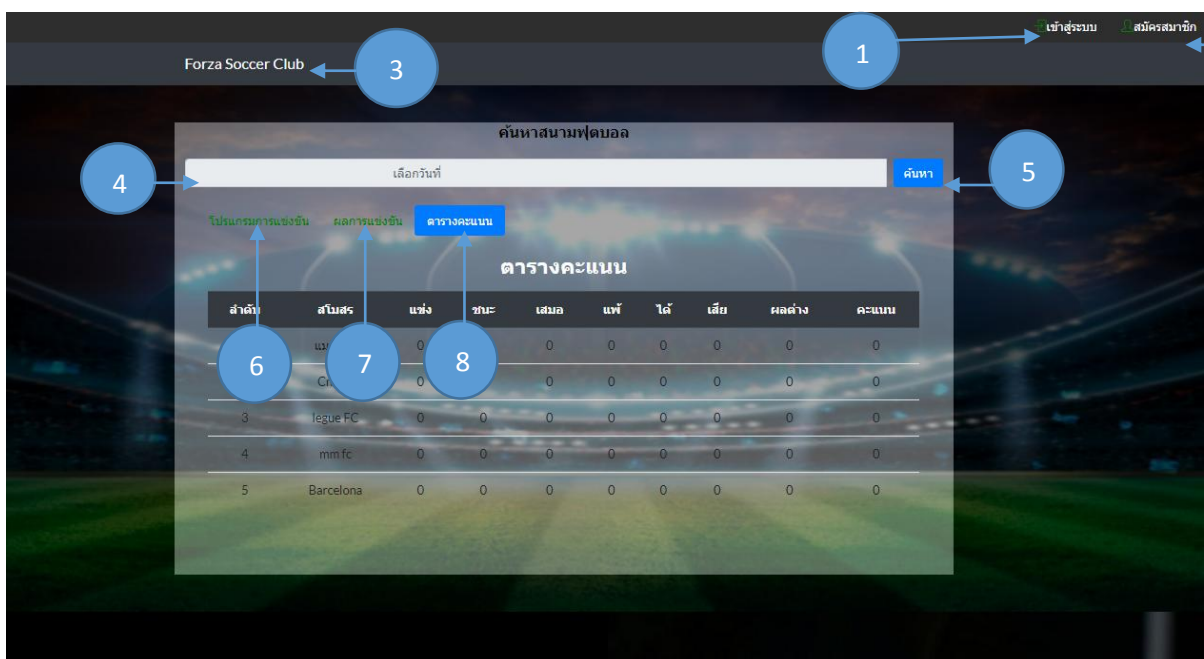 เข้าสู่ระบบ สมัครสมาชิก
1
Forza Soccer Club
3
ค้นหาสนามฟุตบอล
4
เลือกวันที่
ค้นหา
5
โปรแกรมการแข่งขัน ผลการแข่งขัน ตารางคะแนน
ตารางคะแนน
ลำดับ สโมสร แข่ง ชนะ เสมอ แพ้ ได้ เสีย ผลต่าง คะแนน
0 0 0 0 0 0 0
6 7 8
0 0 0 0 0 0 0
3 legue FC 0 0 0 0 0 0 0 0
4 mm fc 0 0 0 0 0 0 0 0
5 Barcelona 0 0 0 0 0 0 0 0